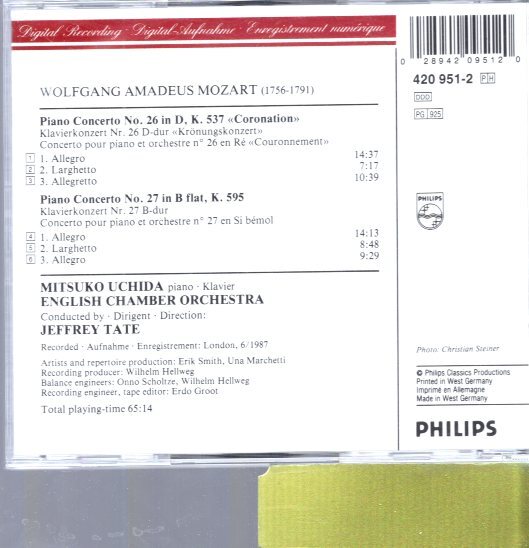 Digital Recording · Digital-Aufnahme · Enregistrement numérique
0 28942 09512 0
420 951-2 PH
DDD
PG 925
WOLFGANG AMADEUS MOZART (1756-1791)
Piano Concerto No. 26 in D, K. 537 «Coronation»
Klavierkonzert Nr. 26 D-dur «Krönungskonzert»
Concerto pour piano et orchestre n° 26 en Ré «Couronnement»
1 1. Allegro 14:37
2 2. Larghetto 7:17
3 3. Allegretto 10:39
Piano Concerto No. 27 in B flat, K. 595
Klavierkonzert Nr. 27 B-dur
Concerto pour piano et orchestre n° 27 en Si bémol
4 1. Allegro 14:13
5 2. Larghetto 8:48
6 3. Allegro 9:29
MITSUKO UCHIDA piano · Klavier
ENGLISH CHAMBER ORCHESTRA
Conducted by · Dirigent · Direction:
JEFFREY TATE
Recorded · Aufnahme · Enregistrement: London, 6/1987
Artists and repertoire production: Erik Smith, Una Marchetti
Recording producer: Wilhelm Hellweg
Balance engineers: Onno Scholtze, Wilhelm Hellweg
Recording engineer, tape editor: Erdo Groot
Total playing-time 65:14
PHILIPS
Photo: Christian Steiner
℗ Philips Classics Productions
Printed in West Germany
Imprimé en Allemagne
Made in West Germany
PHILIPS